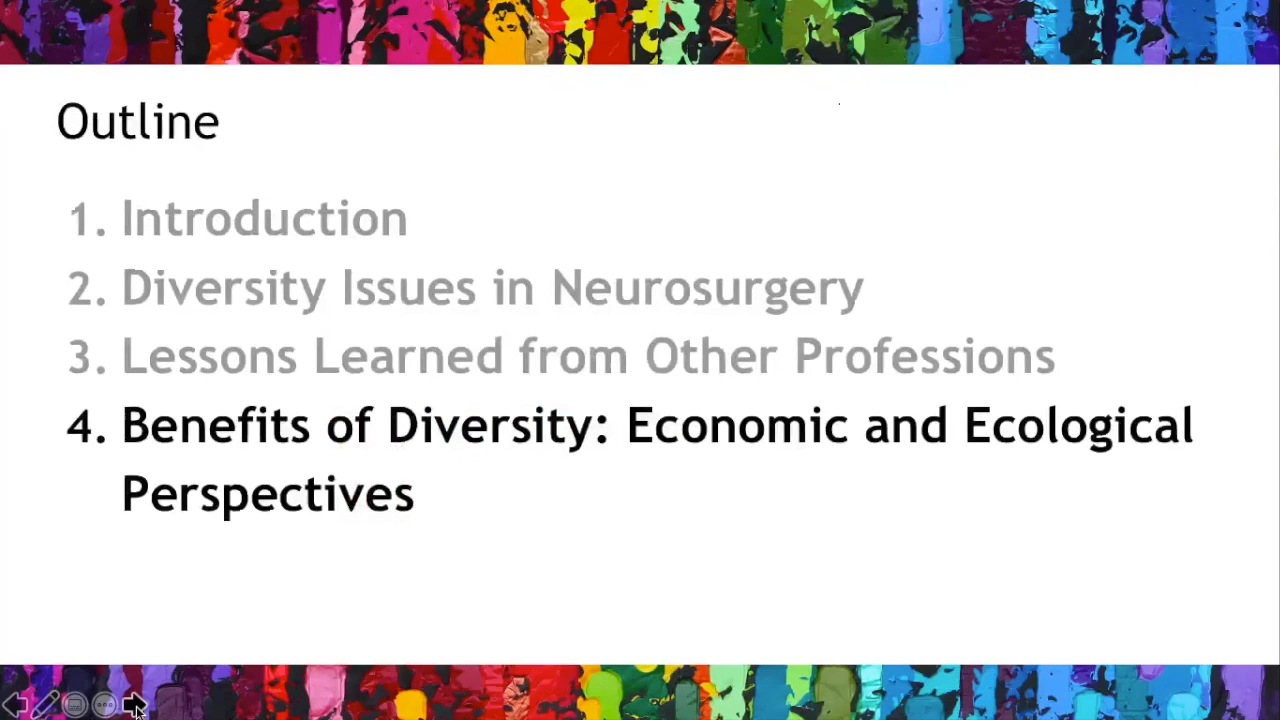 Outline
1. Introduction
2. Diversity Issues in Neurosurgery
3. Lessons Learned from Other Professions
4. Benefits of Diversity: Economic and Ecological
Perspectives